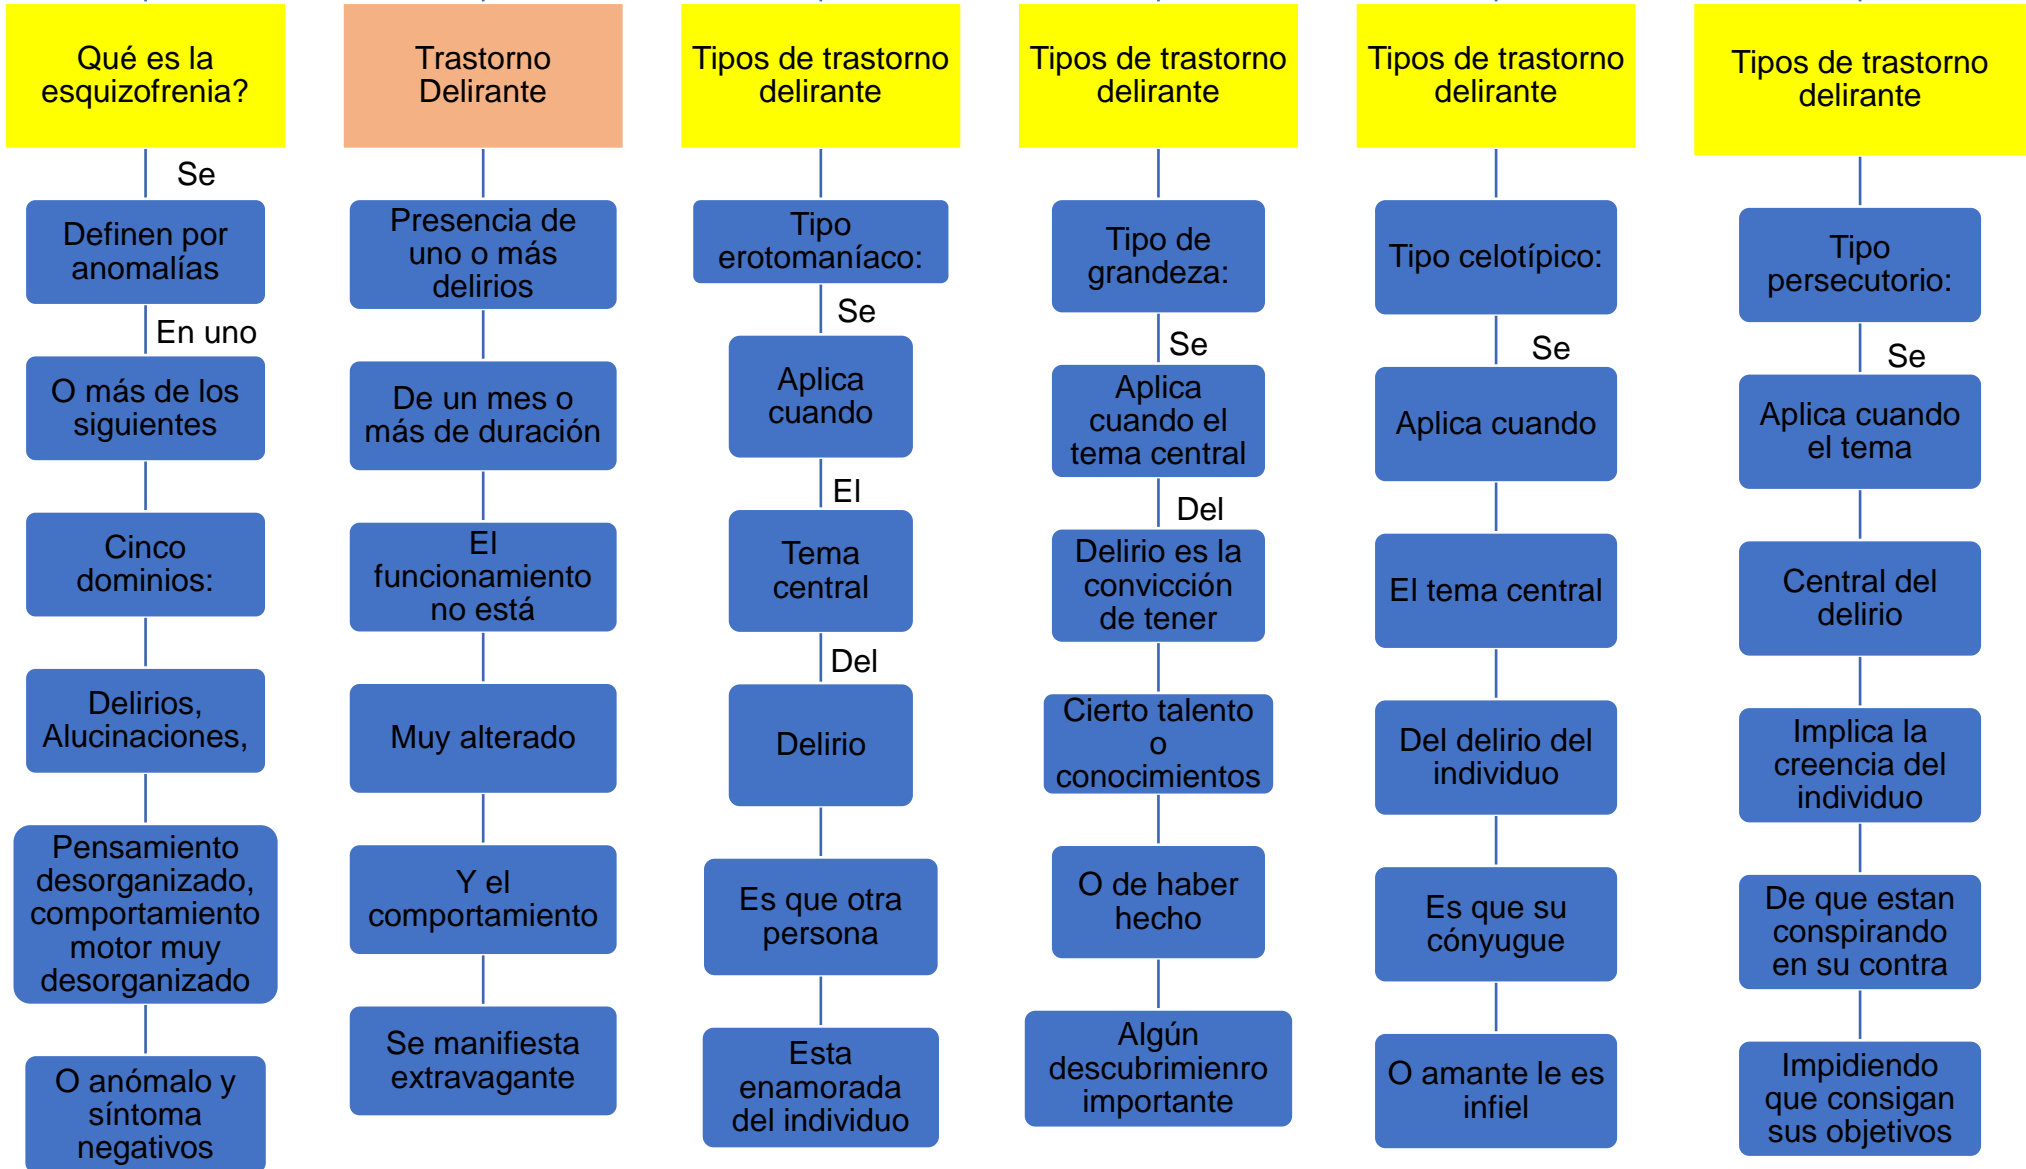 Qué es la
esquizofrenia?
Se
Definen por
anomalías
En uno
O más de los
siguientes
Cinco
dominios:
Delirios,
Alucinaciones,
Pensamiento
desorganizado,
comportamiento
motor muy
desorganizado
O anómalo y
síntoma
negativos
Trastorno
Delirante
Presencia de
uno o más
delirios
De un mes o
más de duración
El
funcionamiento
no está
Muy alterado
Y el
comportamiento
Se manifiesta
extravagante
Tipos de trastorno
delirante
Tipo
erotomaníaco:
Se
Aplica
cuando
El
Tema
central
Del
Delirio
Es que otra
persona
Esta
enamorada
del individuo
Tipos de trastorno
delirante
Tipo de
grandeza:
Se
Aplica
cuando el
tema central
Del
Delirio es la
convicción
de tener
Cierto talento
o
conocimientos
O de haber
hecho
Algún
descubrimienro
importante
Tipos de trastorno
delirante
Tipo celotípico:
Se
Aplica cuando
El tema central
Del delirio del
individuo
Es que su
cónyugue
O amante le es
infiel
Tipos de trastorno
delirante
Tipo
persecutorio:
Se
Aplica cuando
el tema
Central del
delirio
Implica la
creencia del
individuo
De que estan
conspirando
en su contra
Impidiendo
que consigan
sus objetivos